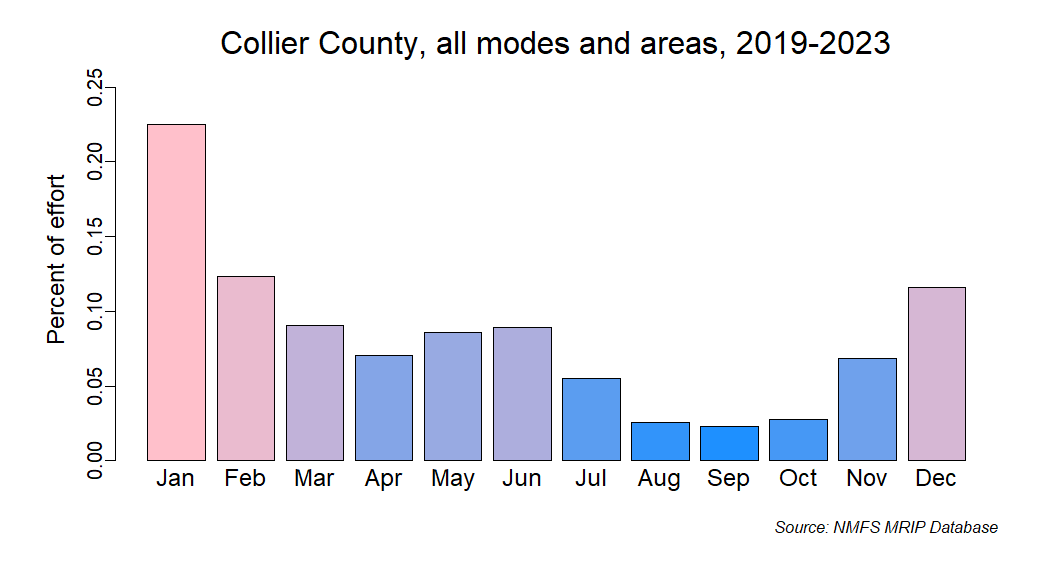 Collier County, all modes and areas, 2019-2023
Percent of effort
0.25
0.20
0.15
0.10
0.05
0.00
Jan Feb Mar Apr May Jun Jul Aug Sep Oct Nov Dec
Source: NMFS MRIP Database